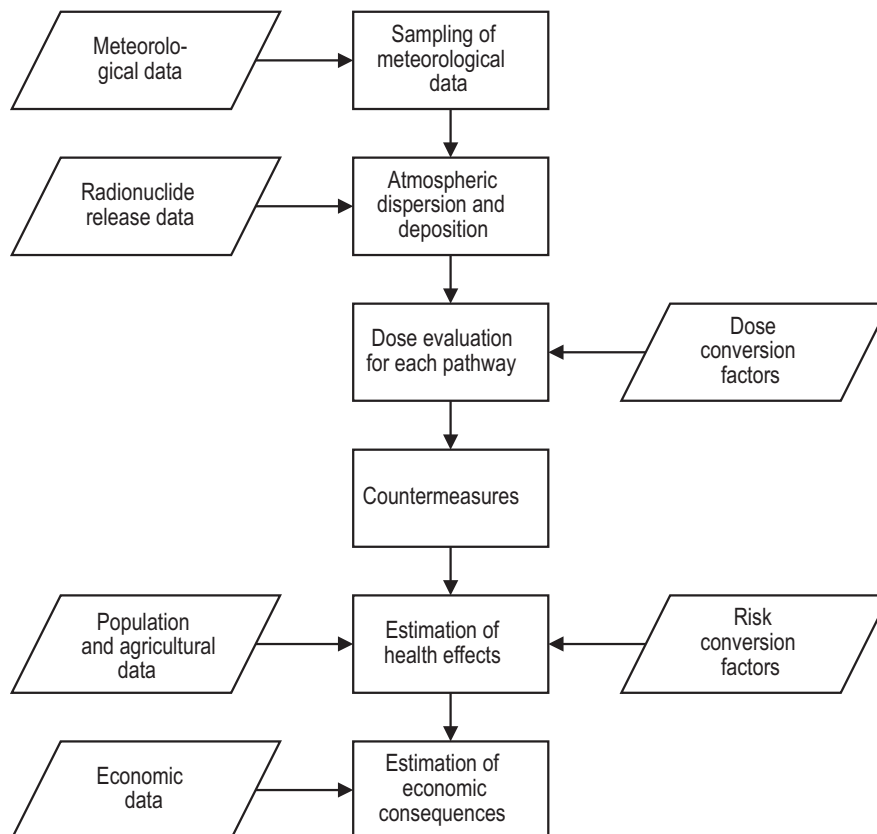 Meteorolo-
gical data
Sampling of
meteorological
data
Radionuclide
release data
Atmospheric
dispersion and
deposition
Dose evaluation
for each pathway
Dose
conversion
factors
Countermeasures
Population
and agricultural
data
Estimation of
health effects
Risk
conversion
factors
Economic
data
Estimation of
economic
consequences